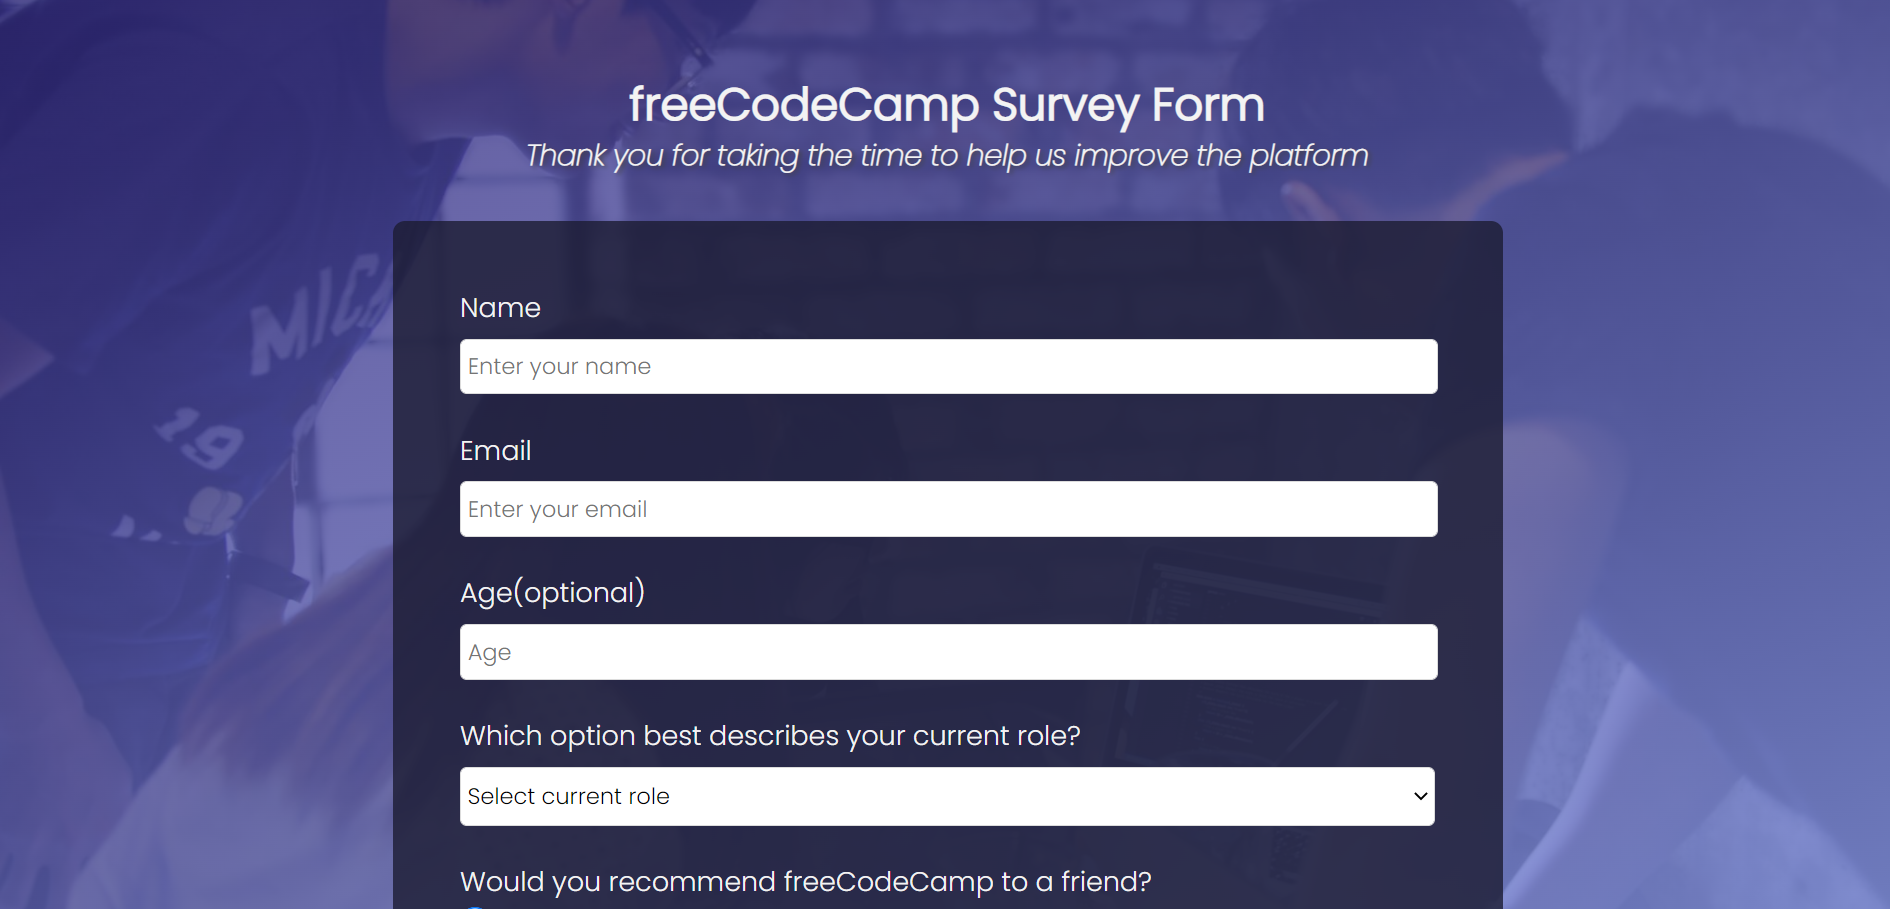 freeCodeCamp Survey Form
Thank you for taking the time to help us improve the platform
Name
Enter your name
Email
Enter your email
Age(optional)
Age
Which option best describes your current role?
Select current role
Would you recommend freeCodeCamp to a friend?
19